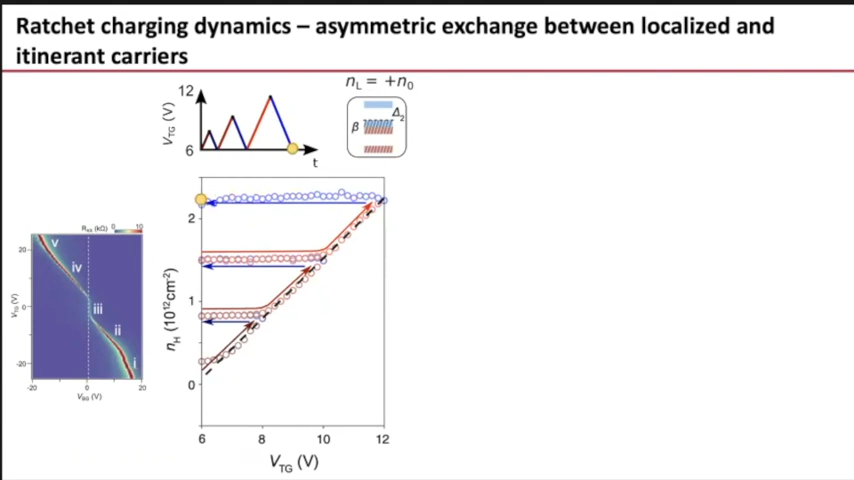 Ratchet charging dynamics – asymmetric exchange between localized and
itinerant carriers
n_L = +n_0
12
V_TG (V)
6
t
β
Δ_2
2
1
0
n_H (10^12cm^-2)
6 8 10 12
V_TG (V)
R_xx (kΩ) 0 10
20
0
-20
V_TG (V)
v
iv
iii
ii
i
-20 0 20
V_BG (V)